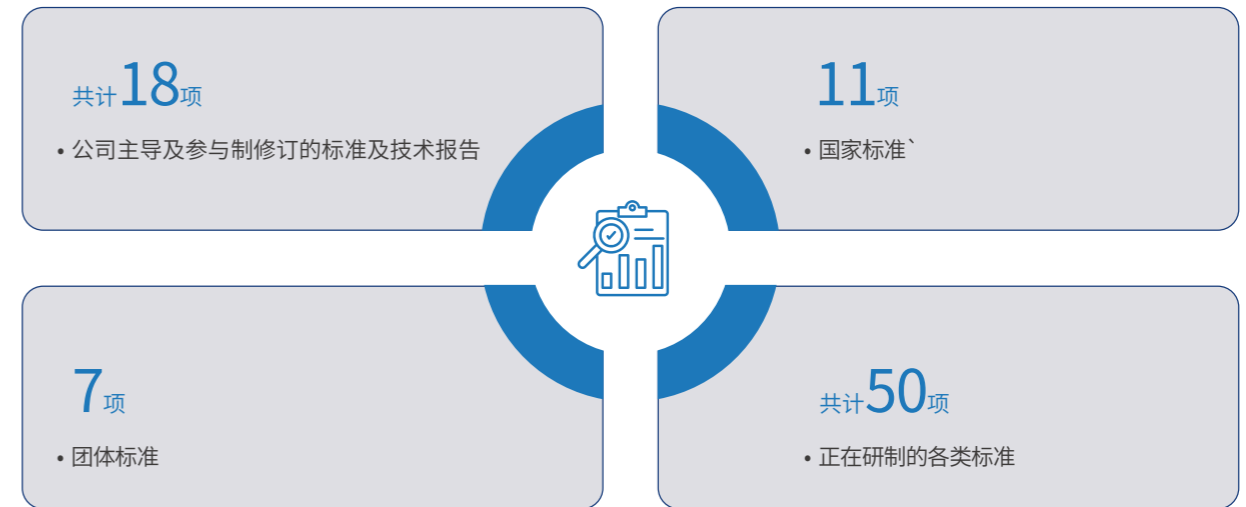 共计18项
• 公司主导及参与制修订的标准及技术报告
11项
• 国家标准`
7项
• 团体标准
共计50项
• 正在研制的各类标准